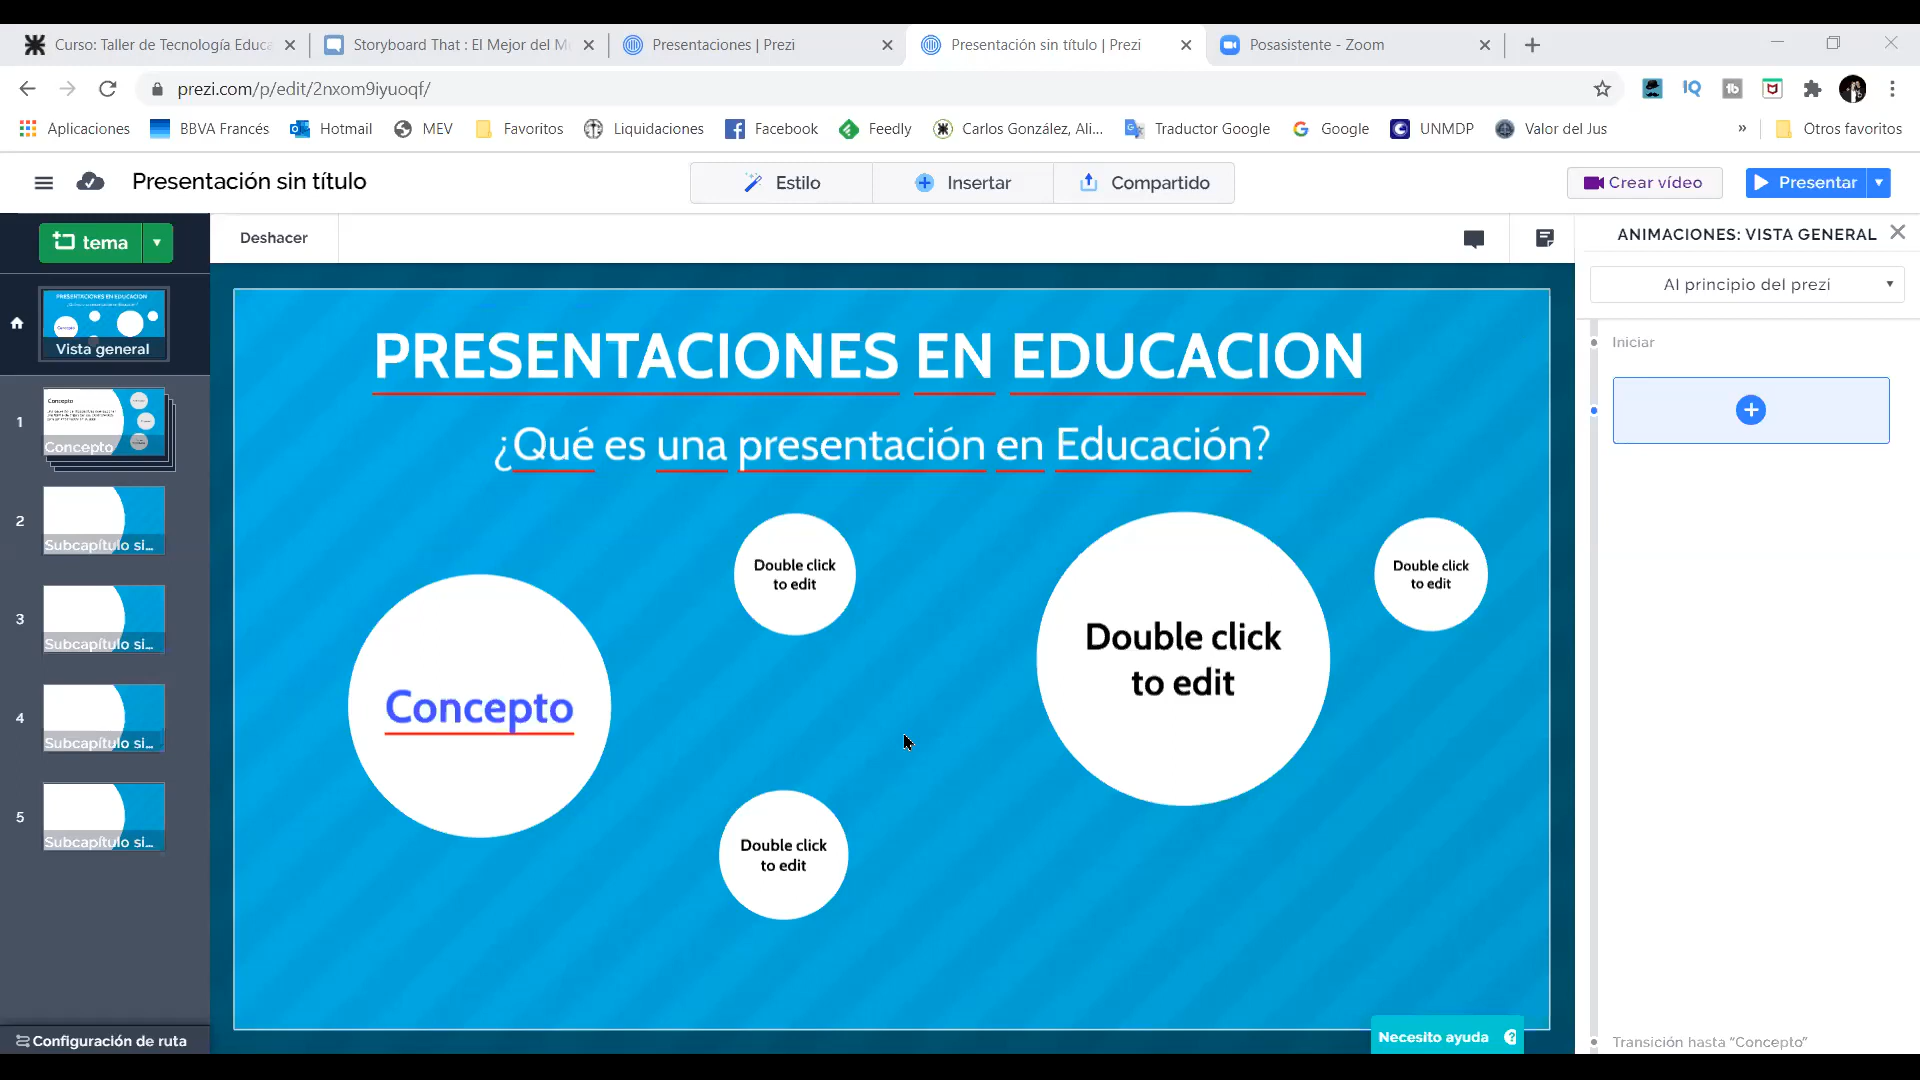 Curso: Taller de Tecnología Educa
Storyboard That : El Mejor del M
Presentaciones | Prezi
Presentación sin título | Prezi
Posasistente - Zoom
prezi.com/p/edit/2nxom9iyuoqf/
Aplicaciones
BBVA Francés
Hotmail
MEV
Favoritos
Liquidaciones
Facebook
Feedly
Carlos González, Ali...
Traductor Google
Google
UNMDP
Valor del Jus
»
Otros favoritos
Presentación sin título
Estilo
Insertar
Compartido
Crear vídeo
Presentar
tema
Deshacer
ANIMACIONES: VISTA GENERAL
Al principio del prezi
Iniciar
PRESENTACIONES EN EDUCACION
Vista general
PRESENTACIONES EN EDUCACION
¿Qué es una presentación en Educación?
1
Concepto
Concepto
2
Subcapítulo si...
3
Subcapítulo si...
4
Subcapítulo si...
5
Subcapítulo si...
Concepto
Double click
to edit
Double click
to edit
Double click
to edit
Double click
to edit
Configuración de ruta
Necesito ayuda
Transición hasta "Concepto"